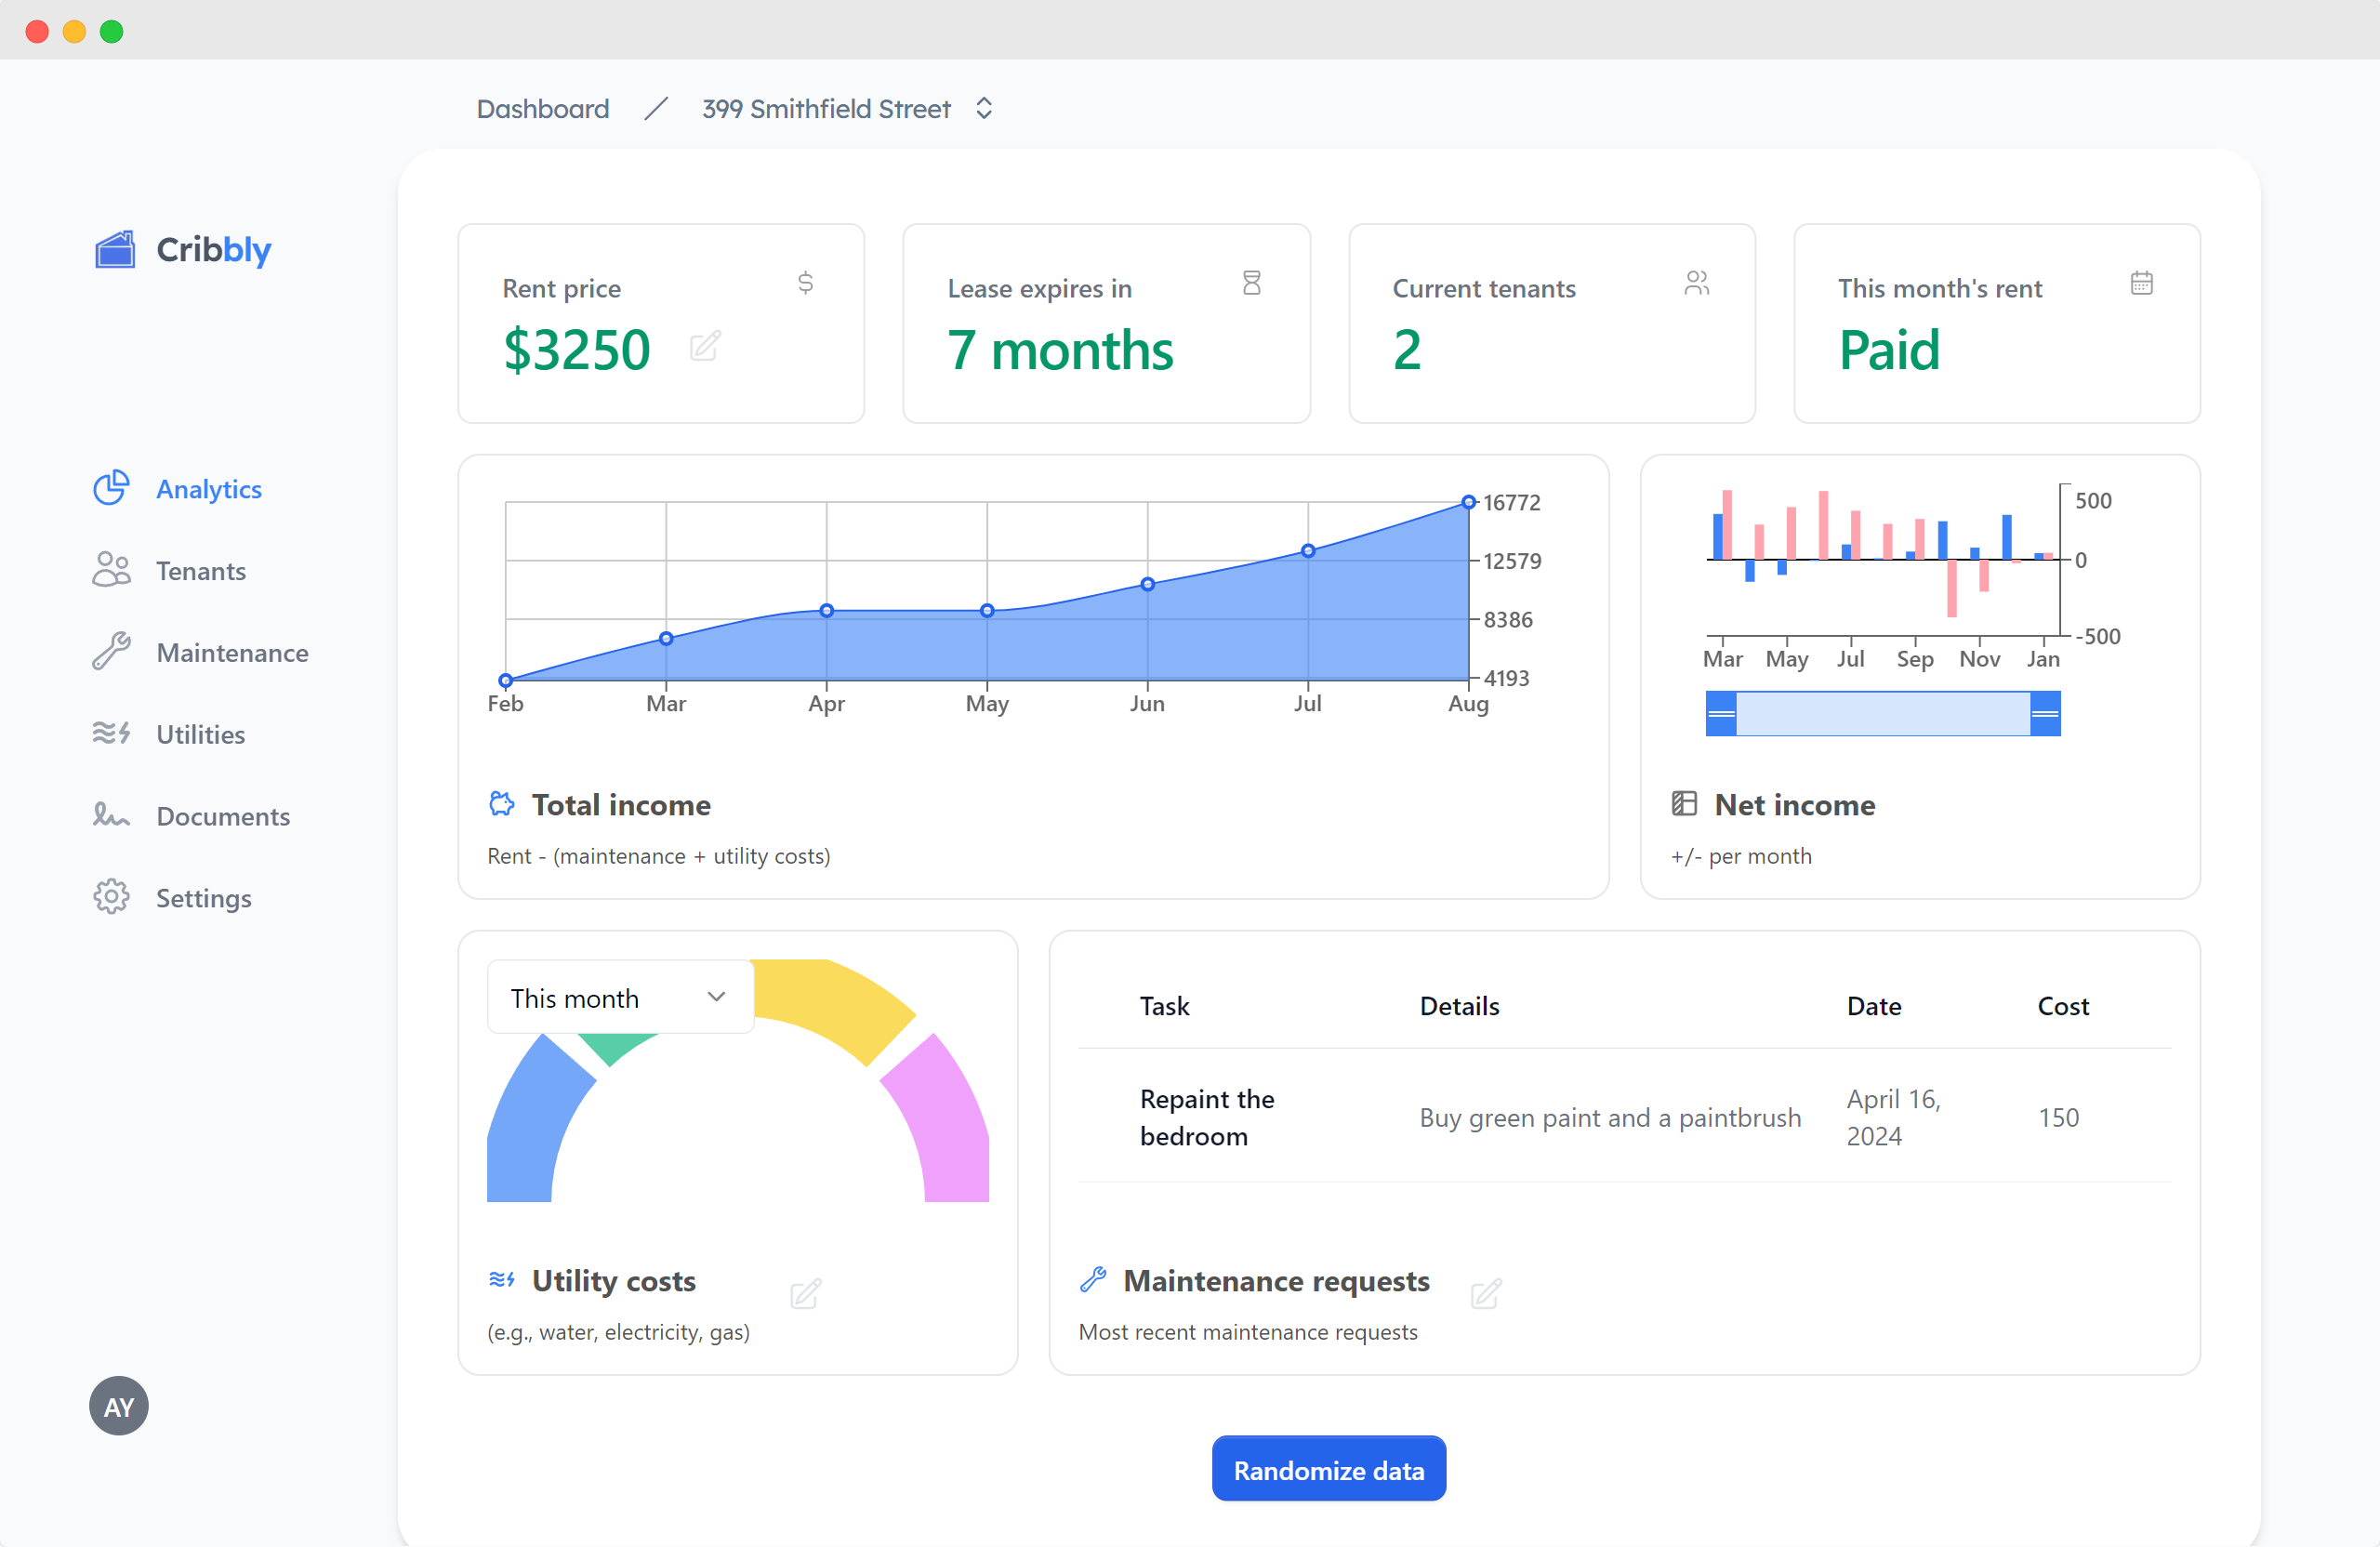 Dashboard / 399 Smithfield Street
Cribbly
Analytics
Tenants
Maintenance
Utilities
Documents
Settings
AY
Rent price
$
$3250
Lease expires in
7 months
Current tenants
2
This month's rent
Paid
16772
12579
8386
4193
Feb Mar Apr May Jun Jul Aug
Total income
Rent - (maintenance + utility costs)
500
0
-500
Mar May Jul Sep Nov Jan
Net income
+/- per month
This month
Utility costs
(e.g., water, electricity, gas)
Task Details Date Cost
Repaint the
bedroom
Buy green paint and a paintbrush
April 16,
2024
150
Maintenance requests
Most recent maintenance requests
Randomize data